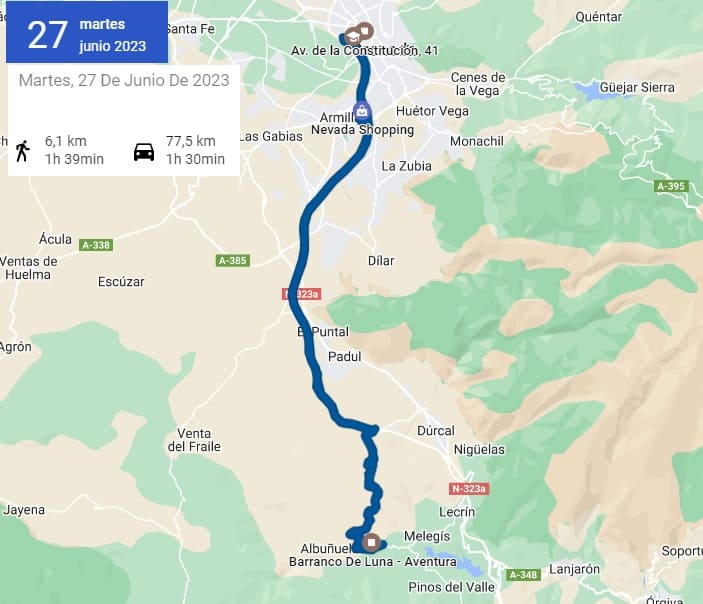 27 martes
junio 2023
Martes, 27 De Junio De 2023
6,1 km
1h 39min
77,5 km
1h 30min
Santa Fe
Quéntar
Av. de la Constitución, 41
Cenes de
la Vega
Güejar Sierra
Armilla
Huétor Vega
Nevada Shopping
Las Gabias
Monachil
La Zubia
A-395
Ácula
A-338
Ventas de
Huelma
A-385
Dílar
Escúzar
N-323a
El Puntal
Agrón
Padul
Dúrcal
Venta
del Fraile
Nigüelas
N-323a
Jayena
Lecrín
Melegís
Albuñuel
Barranco De Luna - Aventura
Lanjarón
Soportú
A-348
Pinos del Valle
Órgiva